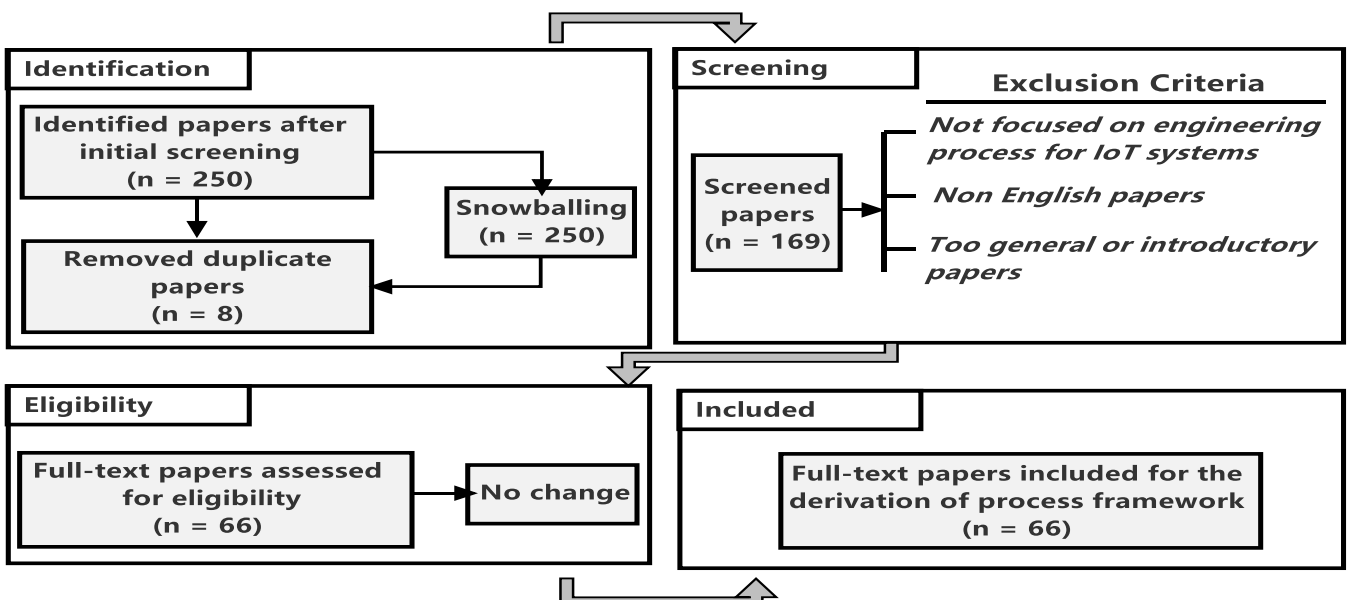 Identification
Identified papers after
initial screening
(n = 250)
Snowballing
(n = 250)
Removed duplicate
papers
(n = 8)
Screening
Exclusion Criteria
Screened
papers
(n = 169)
Not focused on engineering
process for IoT systems
Non English papers
Too general or introductory
papers
Eligibility
Full-text papers assessed
for eligibility
(n = 66)
No change
Included
Full-text papers included for the
derivation of process framework
(n = 66)